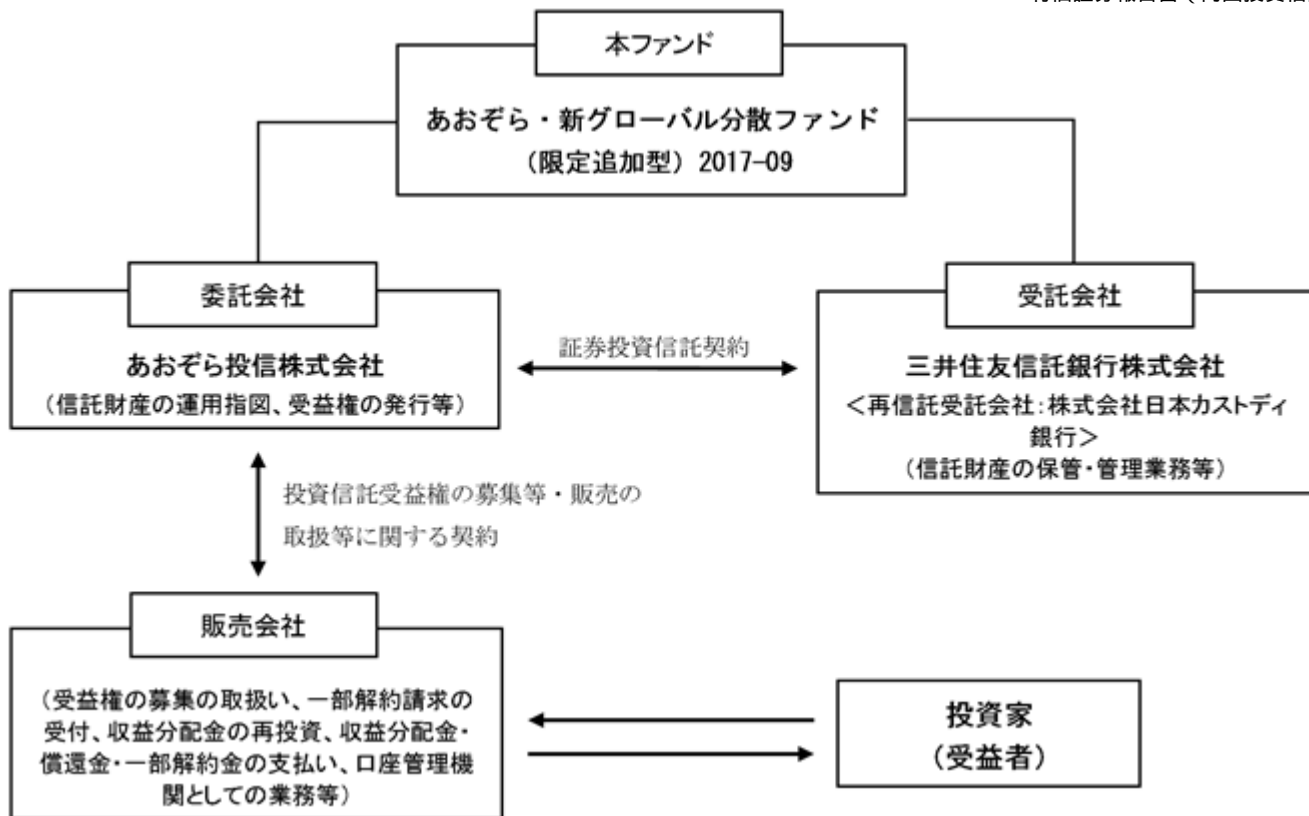 本ファンド
あおぞら・新グローバル分散ファンド
（限定追加型）2017-09
委託会社
あおぞら投信株式会社
（信託財産の運用指図、受益権の発行等）
証券投資信託契約
受託会社
三井住友信託銀行株式会社
＜再信託受託会社：株式会社日本カストディ
銀行＞
（信託財産の保管・管理業務等）
投資信託受益権の募集等・販売の
取扱等に関する契約
販売会社
（受益権の募集の取扱い、一部解約請求の
受付、収益分配金の再投資、収益分配金・
償還金・一部解約金の支払い、口座管理機
関としての業務等）
投資家
（受益者）